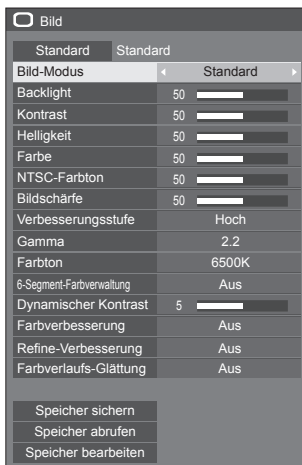 Bild
Standard Standard
Bild-Modus Standard
Backlight 50
Kontrast 50
Helligkeit 50
Farbe 50
NTSC-Farbton 50
Bildschärfe 50
Verbesserungsstufe Hoch
Gamma 2.2
Farbton 6500K
6-Segment-Farbverwaltung Aus
Dynamischer Kontrast 5
Farbverbesserung Aus
Refine-Verbesserung Aus
Farbverlaufs-Glättung Aus
Speicher sichern
Speicher abrufen
Speicher bearbeiten